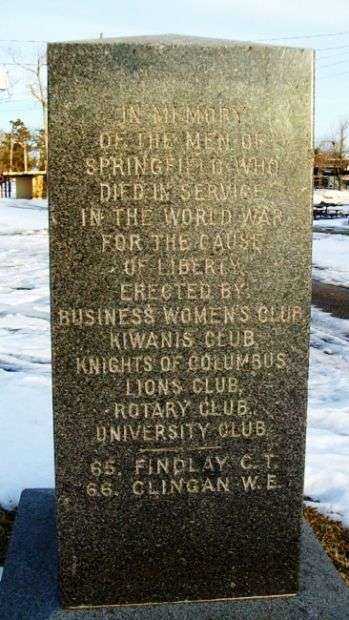 IN MEMORY
OF THE MEN OF
SPRINGFIELD WHO
DIED IN SERVICE
IN THE WORLD WAR
FOR THE CAUSE
OF LIBERTY.
ERECTED BY
BUSINESS WOMEN'S CLUB
KIWANIS CLUB
KNIGHTS OF COLUMBUS
LIONS CLUB.
ROTARY CLUB.
UNIVERSITY CLUB
65. FINDLAY C.T.
66. CLINGAN W.E.